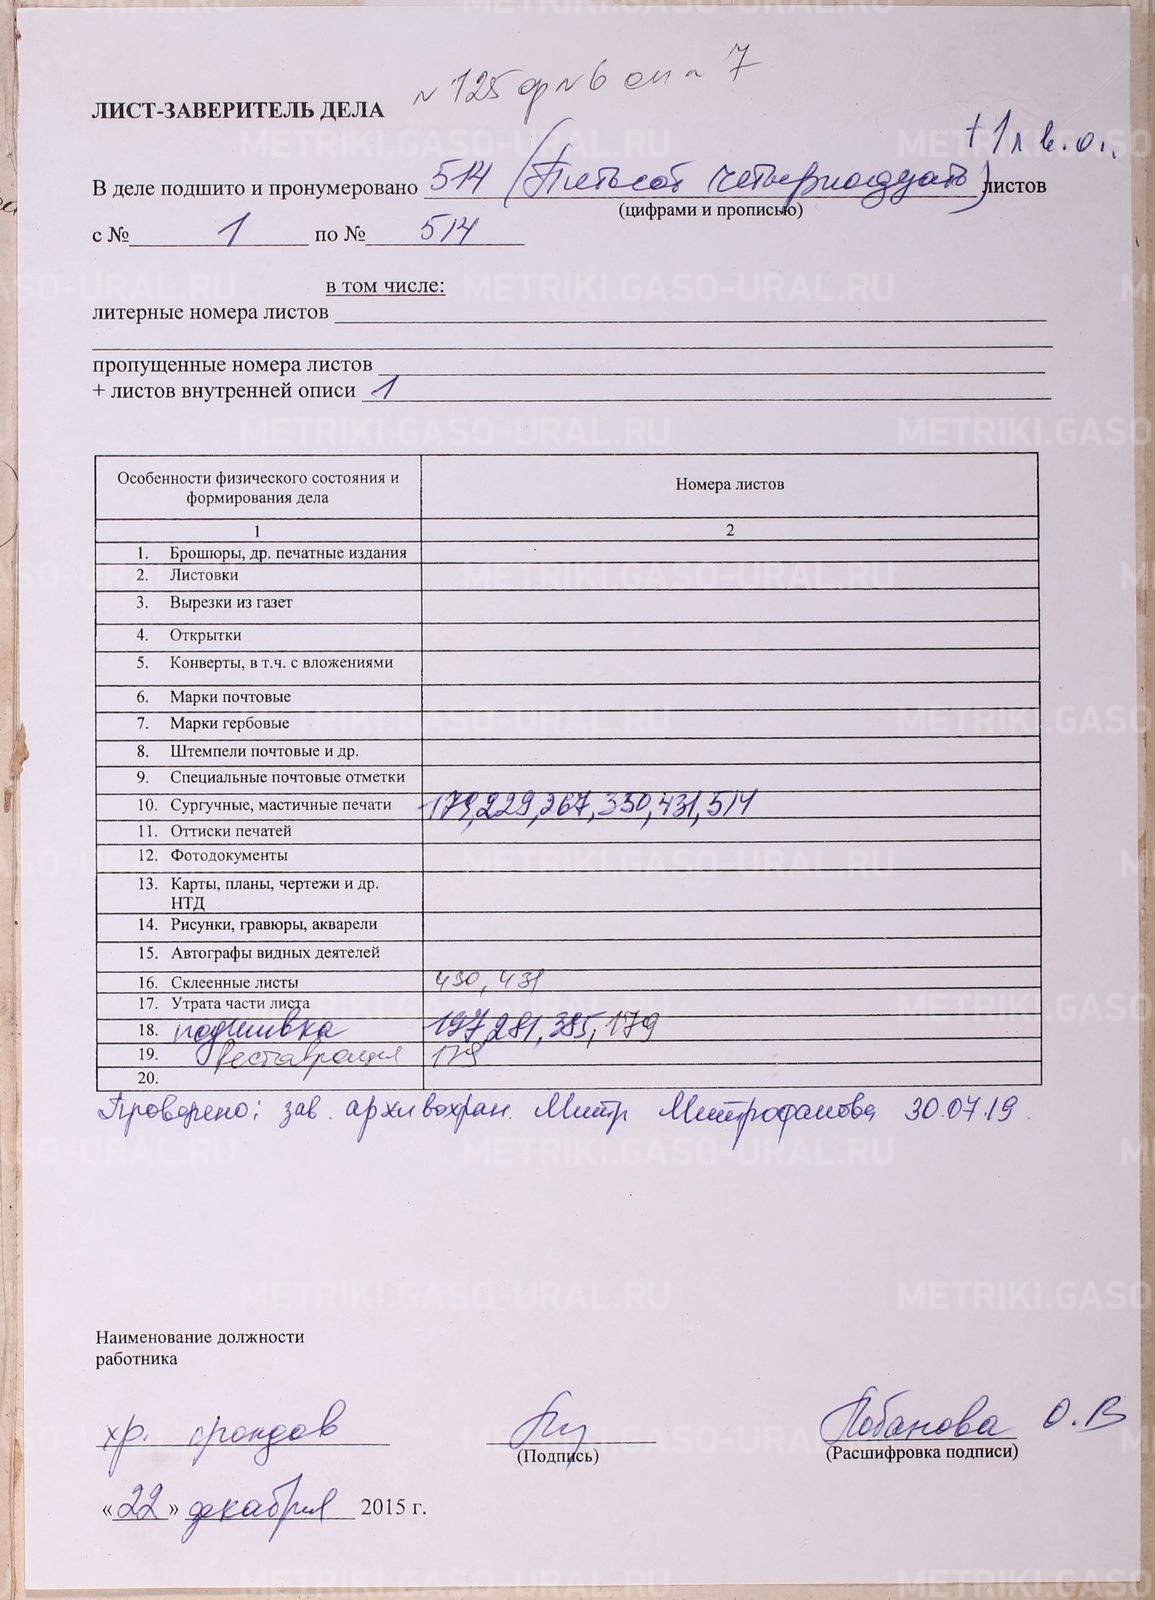 № 125 ф №6 оп № 7
ЛИСТ-ЗАВЕРИТЕЛЬ ДЕЛА
+ 1 л в.о.
В деле подшито и пронумеровано 514 (Пятьсот четырнадцать) листов
(цифрами и прописью)
с № 1 по № 514
в том числе:
литерные номера листов
пропущенные номера листов
+ листов внутренней описи 1
Особенности физического состояния и формирования дела Номера листов
1 2
1. Брошюры, др. печатные издания
2. Листовки
3. Вырезки из газет
4. Открытки
5. Конверты, в т.ч. с вложениями
6. Марки почтовые
7. Марки гербовые
8. Штемпели почтовые и др.
9. Специальные почтовые отметки
10. Сургучные, мастичные печати 179, 229, 267, 330, 431, 514
11. Оттиски печатей
12. Фотодокументы
13. Карты, планы, чертежи и др. НТД
14. Рисунки, гравюры, акварели
15. Автографы видных деятелей
16. Склеенные листы 430, 431
17. Утрата части листа
18. подшивка 197, 281, 385, 179
19. реставрация 179
20.
Проверено: зав. архивохран. Митр Митрофанова 30.07.19.
Наименование должности
работника
хр. фондов Лобанова О.В
(Подпись) (Расшифровка подписи)
«22» декабря 2015 г.
METRIKI.GASO-URAL.RU